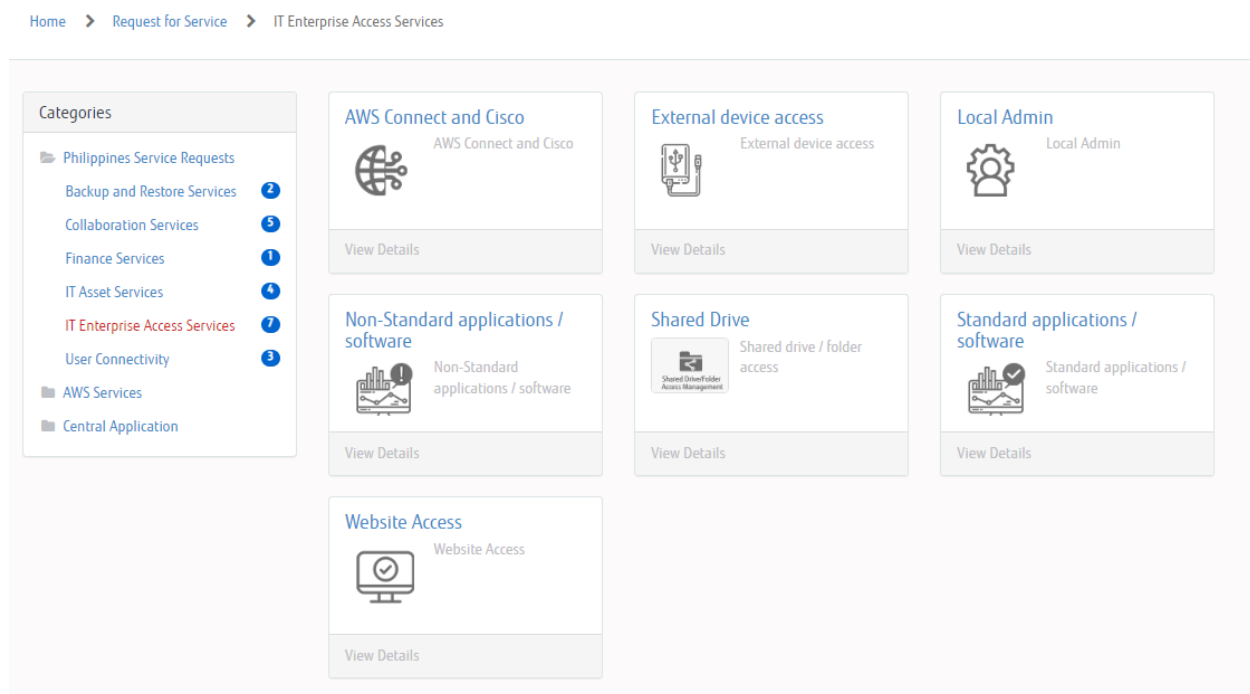 Home > Request for Service > IT Enterprise Access Services
Categories
Philippines Service Requests
Backup and Restore Services 2
Collaboration Services 5
Finance Services 1
IT Asset Services 4
IT Enterprise Access Services 7
User Connectivity 3
AWS Services
Central Application
AWS Connect and Cisco
AWS Connect and Cisco
View Details
External device access
External device access
View Details
Local Admin
Local Admin
View Details
Non-Standard applications /
software
Non-Standard
applications / software
View Details
Shared Drive
Shared Drive/Folder
Access Management
Shared drive / folder
access
View Details
Standard applications /
software
Standard applications /
software
View Details
Website Access
Website Access
View Details